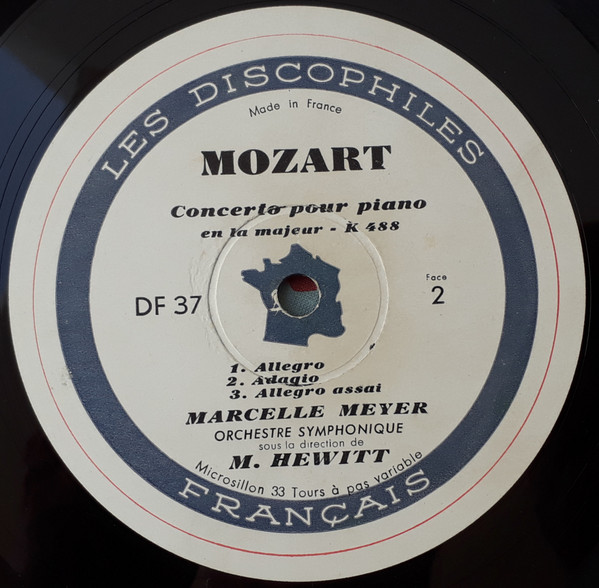 LES DISCOPHILES
Made in France
MOZART
Concerto pour piano
en la majeur - K 488
DF 37
Face
2
1. Allegro
2. Adagio
3. Allegro assai
MARCELLE MEYER
ORCHESTRE SYMPHONIQUE
sous la direction de
M. HEWITT
Microsillon 33 Tours à pas variable
FRANÇAIS